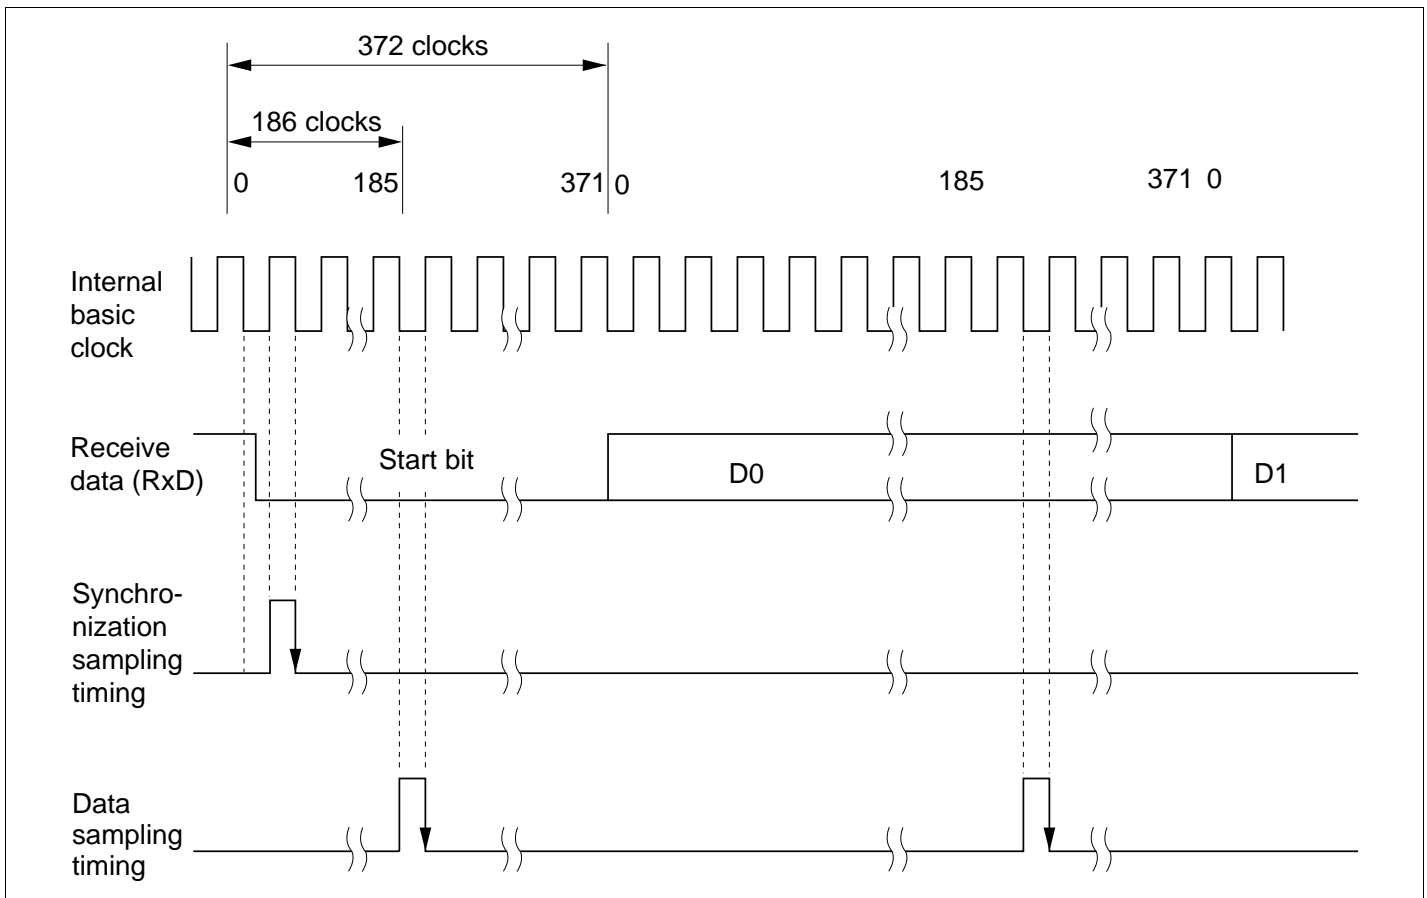 372 clocks
186 clocks
0 185 371 0 185 371 0
Internal
basic
clock
Receive
data (RxD)
Start bit
D0
D1
Synchro-
nization
sampling
timing
Data
sampling
timing